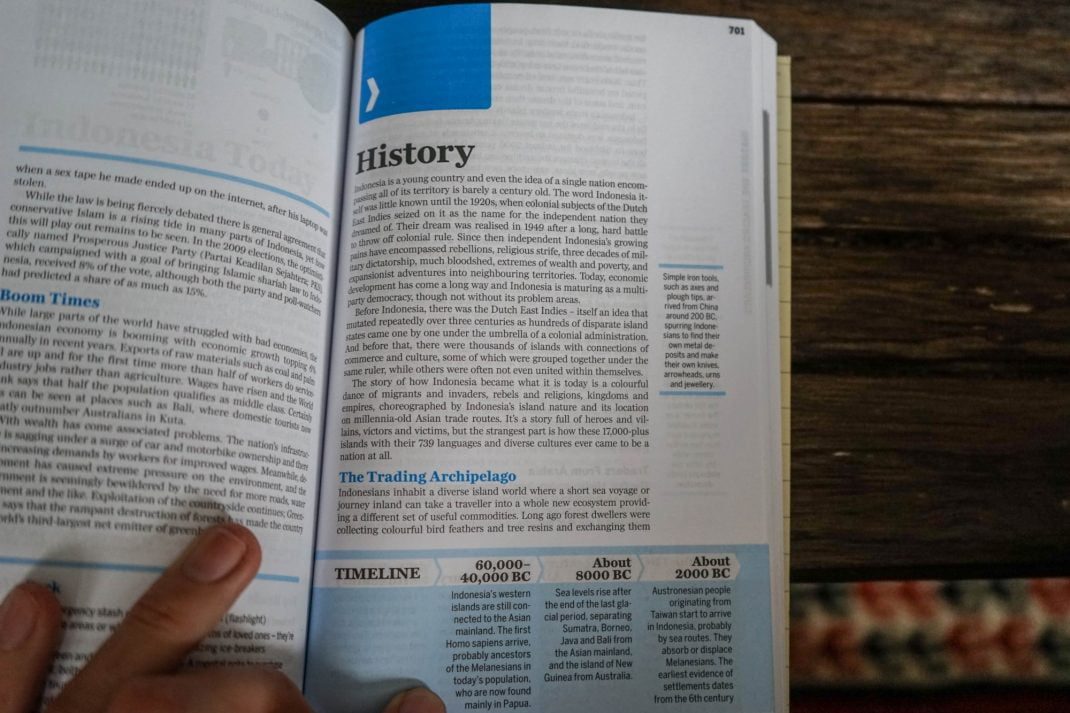 when a sex tape he made ended up on the internet, after his laptop was
stolen.
While the law is being fiercely debated there is general agreement that
conservative Islam is a rising tide in many parts of Indonesia, yet how
this will play out remains to be seen. In the 2009 elections, the optimisti-
cally named Prosperous Justice Party (Partai Keadilan Sejahtera; PKS)
which campaigned with a goal of bringing Islamic shariah law to Indo-
nesia, received 8% of the vote, although both the party and poll-watchers
had predicted a share of as much as 15%.
Boom Times
While large parts of the world have struggled with bad economies, the
Indonesian economy is booming with economic growth topping 6%
annually in recent years. Exports of raw materials such as coal and palm
are up and for the first time more than half of workers do service-
industry jobs rather than agriculture. Wages have risen and the World
says that half the population qualifies as middle class. Certainly
can be seen at places such as Bali, where domestic tourists now
outnumber Australians in Kuta.
With wealth has come associated problems. The nation's infrastruc-
is sagging under a surge of car and motorbike ownership and there
increasing demands by workers for improved wages. Meanwhile, de-
has caused extreme pressure on the environment, and the
is seemingly bewildered by the need for more roads, water
and the like. Exploitation of the countryside continues; Green-
says that the rampant destruction of forests has made the country
world's third-largest net emitter of
(flashlight)
of loved ones – they're
ice-breakers
701
History
Indonesia is a young country and even the idea of a single nation encom-
passing all of its territory is barely a century old. The word Indonesia it-
self was little known until the 1920s, when colonial subjects of the Dutch
East Indies seized on it as the name for the independent nation they
dreamed of. Their dream was realised in 1949 after a long, hard battle
to throw off colonial rule. Since then independent Indonesia's growing
pains have encompassed rebellions, religious strife, three decades of mil-
itary dictatorship, much bloodshed, extremes of wealth and poverty, and
expansionist adventures into neighbouring territories. Today, economic
development has come a long way and Indonesia is maturing as a multi-
party democracy, though not without its problem areas.
Before Indonesia, there was the Dutch East Indies – itself an idea that
mutated repeatedly over three centuries as hundreds of disparate island
states came one by one under the umbrella of a colonial administration.
And before that, there were thousands of islands with connections of
commerce and culture, some of which were grouped together under the
same ruler, while others were often not even united within themselves.
The story of how Indonesia became what it is today is a colourful
dance of migrants and invaders, rebels and religions, kingdoms and
empires, choreographed by Indonesia's island nature and its location
on millennia-old Asian trade routes. It's a story full of heroes and vil-
lains, victors and victims, but the strangest part is how these 17,000-plus
islands with their 739 languages and diverse cultures ever came to be a
nation at all.
The Trading Archipelago
Indonesians inhabit a diverse island world where a short sea voyage or
journey inland can take a traveller into a whole new ecosystem provid-
ing a different set of useful commodities. Long ago forest dwellers were
collecting colourful bird feathers and tree resins and exchanging them
Simple iron tools,
such as axes and
plough tips, ar-
rived from China
around 200 BC,
spurring Indone-
sians to find their
own metal de-
posits and make
their own knives,
arrowheads, urns
and jewellery.
TIMELINE
60,000–
40,000 BC
Indonesia's western
islands are still con-
nected to the Asian
mainland. The first
Homo sapiens arrive,
probably ancestors
of the Melanesians in
today's population,
who are now found
mainly in Papua.
About
8000 BC
Sea levels rise after
the end of the last gla-
cial period, separating
Sumatra, Borneo,
Java and Bali from
the Asian mainland,
and the island of New
Guinea from Australia.
About
2000 BC
Austronesian people
originating from
Taiwan start to arrive
in Indonesia, probably
by sea routes. They
absorb or displace
Melanesians. The
earliest evidence of
settlements dates
from the 6th century